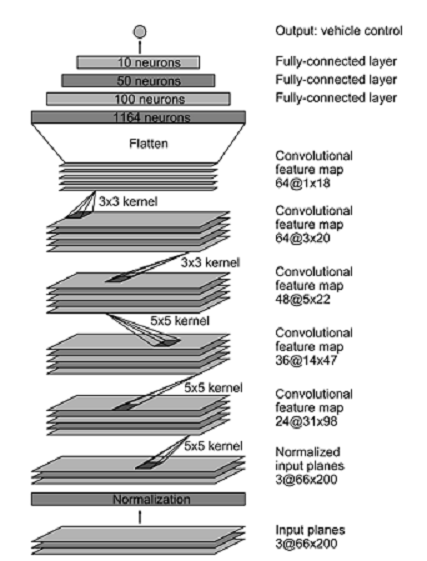 Output: vehicle control
10 neurons
Fully-connected layer
50 neurons
Fully-connected layer
100 neurons
Fully-connected layer
1164 neurons
Flatten
Convolutional
feature map
64@1x18
3x3 kernel
Convolutional
feature map
64@3x20
3x3 kernel
Convolutional
feature map
48@5x22
5x5 kernel
Convolutional
feature map
36@14x47
5x5 kernel
Convolutional
feature map
24@31x98
5x5 kernel
Normalized
input planes
3@66x200
Normalization
Input planes
3@66x200